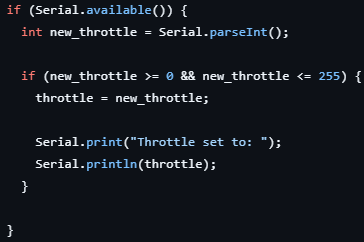 if (Serial.available()) {
  int new_throttle = Serial.parseInt();

  if (new_throttle >= 0 && new_throttle <= 255) {
    throttle = new_throttle;

    Serial.print("Throttle set to: ");
    Serial.println(throttle);
  }

}